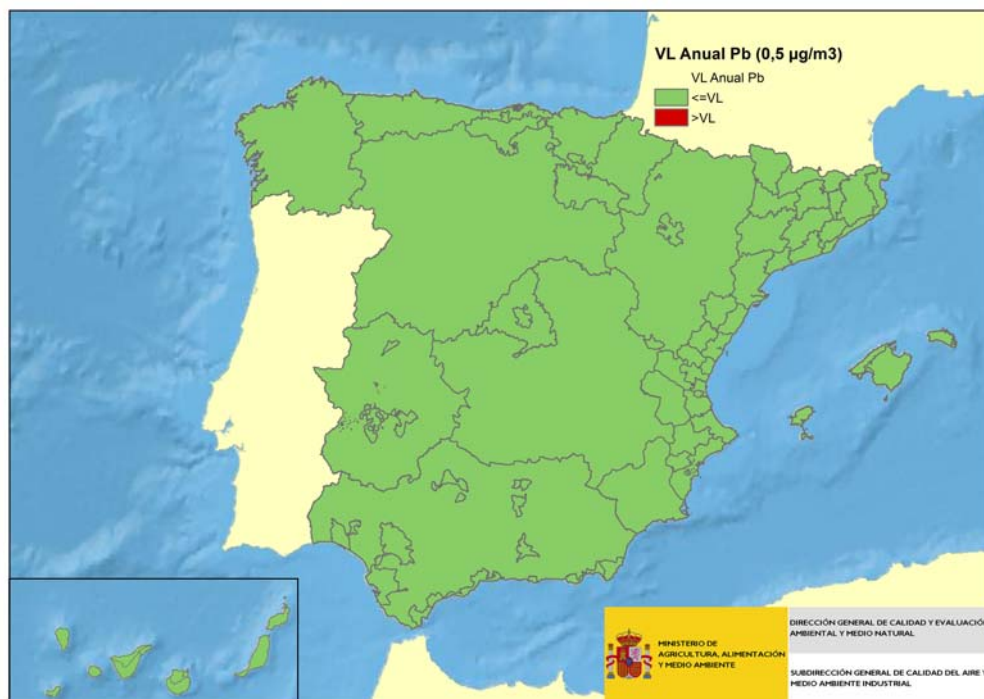 VL Anual Pb (0,5 µg/m3)
VL Anual Pb
<=VL
>VL
MINISTERIO DE
AGRICULTURA, ALIMENTACIÓN
Y MEDIO AMBIENTE
DIRECCIÓN GENERAL DE CALIDAD Y EVALUACIÓ
AMBIENTAL Y MEDIO NATURAL
SUBDIRECCIÓN GENERAL DE CALIDAD DEL AIRE Y
MEDIO AMBIENTE INDUSTRIAL